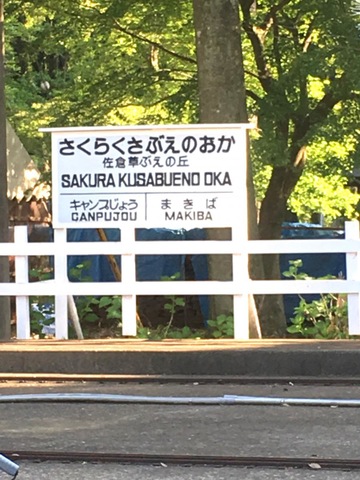 さくらくさぶえのおか
佐倉草ぶえの丘
SAKURA KUSABUENO OKA
キャンプじょう まきば
CANPUJOU MAKIBA